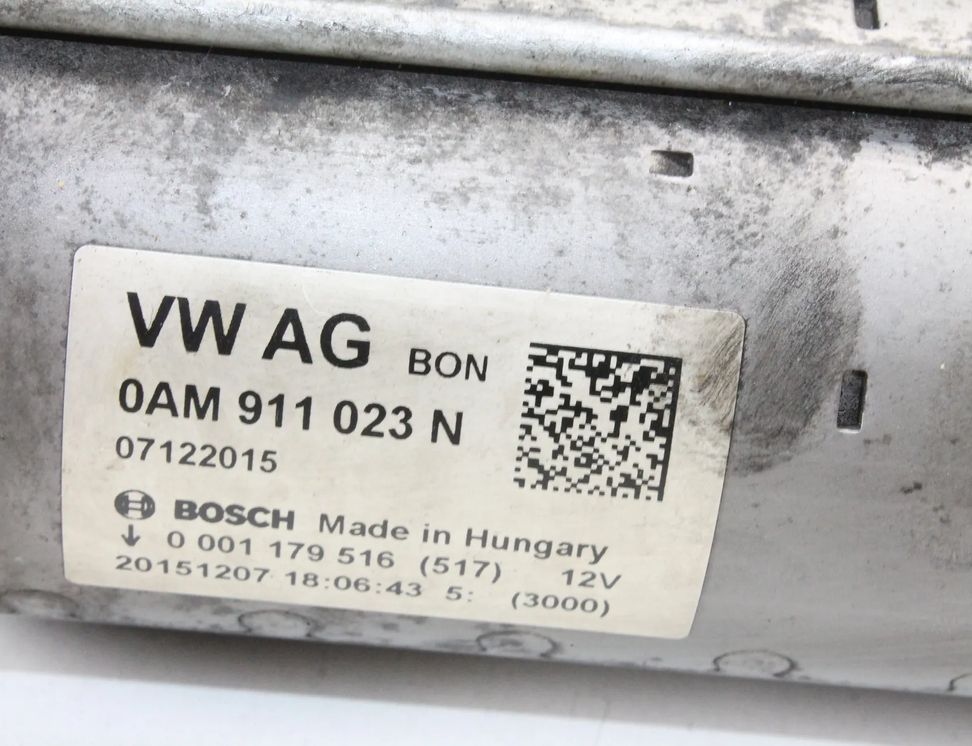 VW AG BON
0AM 911 023 N
07122015
BOSCH Made in Hungary
↓ 0 001 179 516 (517) 12V
20151207 18:06:43 5: (3000)